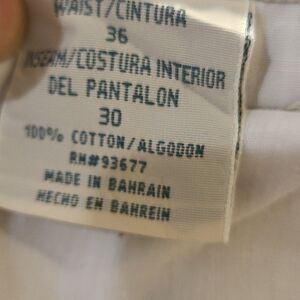 WAIST/CINTURA
36
INSEAM/COSTURA INTERIOR
DEL PANTALON
30
100% COTTON/ALGODON
RN#93677
MADE IN BAHRAIN
HECHO EN BAHREIN